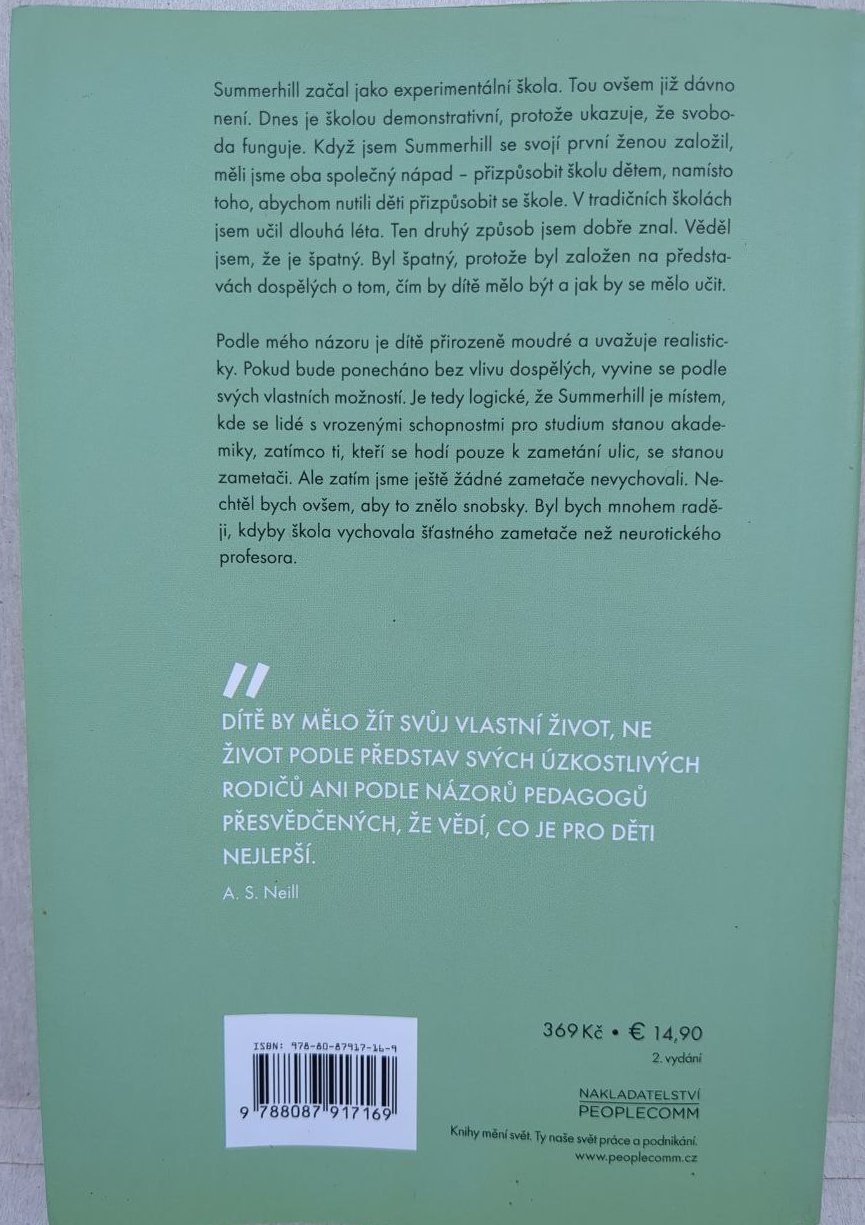 Summerhill začal jako experimentální škola. Tou ovšem již dávno
není. Dnes je školou demonstrativní, protože ukazuje, že svobo-
da funguje. Když jsem Summerhill se svojí první ženou založil,
měli jsme oba společný nápad – přizpůsobit školu dětem, namísto
toho, abychom nutili děti přizpůsobit se škole. V tradičních školách
jsem učil dlouhá léta. Ten druhý způsob jsem dobře znal. Věděl
jsem, že je špatný. Byl špatný, protože byl založen na předsta-
vách dospělých o tom, čím by dítě mělo být a jak by se mělo učit.
Podle mého názoru je dítě přirozeně moudré a uvažuje realistic-
ky. Pokud bude ponecháno bez vlivu dospělých, vyvine se podle
svých vlastních možností. Je tedy logické, že Summerhill je místem,
kde se lidé s vrozenými schopnostmi pro studium stanou akade-
miky, zatímco ti, kteří se hodí pouze k zametání ulic, se stanou
zametači. Ale zatím jsme ještě žádné zametače nevychovali. Ne-
chtěl bych ovšem, aby to znělo snobsky. Byl bych mnohem radě-
ji, kdyby škola vychovala šťastného zametače než neurotického
profesora.
"
DÍTĚ BY MĚLO ŽÍT SVŮJ VLASTNÍ ŽIVOT, NE
ŽIVOT PODLE PŘEDSTAV SVÝCH ÚZKOSTLIVÝCH
RODIČŮ ANI PODLE NÁZORŮ PEDAGOGŮ
PŘESVĚDČENÝCH, ŽE VĚDÍ, CO JE PRO DĚTI
NEJLEPŠÍ.
A. S. Neill
ISBN: 978-80-87917-16-9
9 788087 917169
369 Kč • € 14,90
2. vydání
NAKLADATELSTVÍ
PEOPLECOMM
Knihy mění svět. Ty naše svět práce a podnikání.
www.peoplecomm.cz